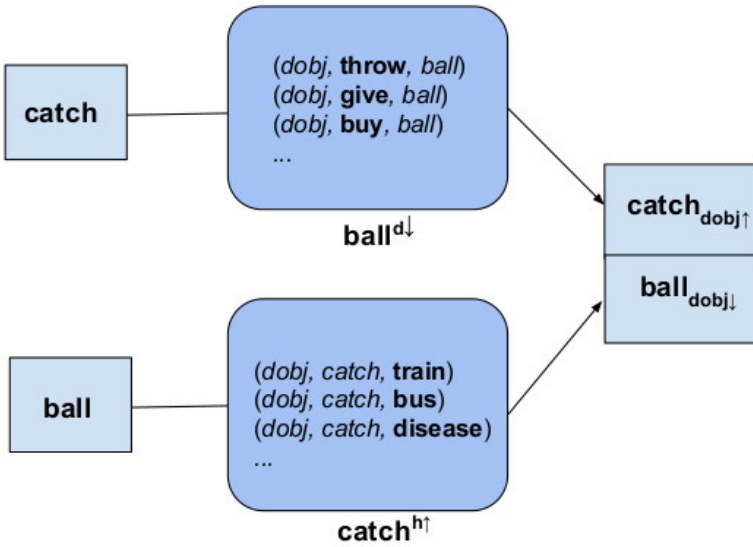 catch
(dobj, throw, ball)
(dobj, give, ball)
(dobj, buy, ball)
...
ball^d↓
catch_dobj↑
ball_dobj↓
ball
(dobj, catch, train)
(dobj, catch, bus)
(dobj, catch, disease)
...
catch^h↑